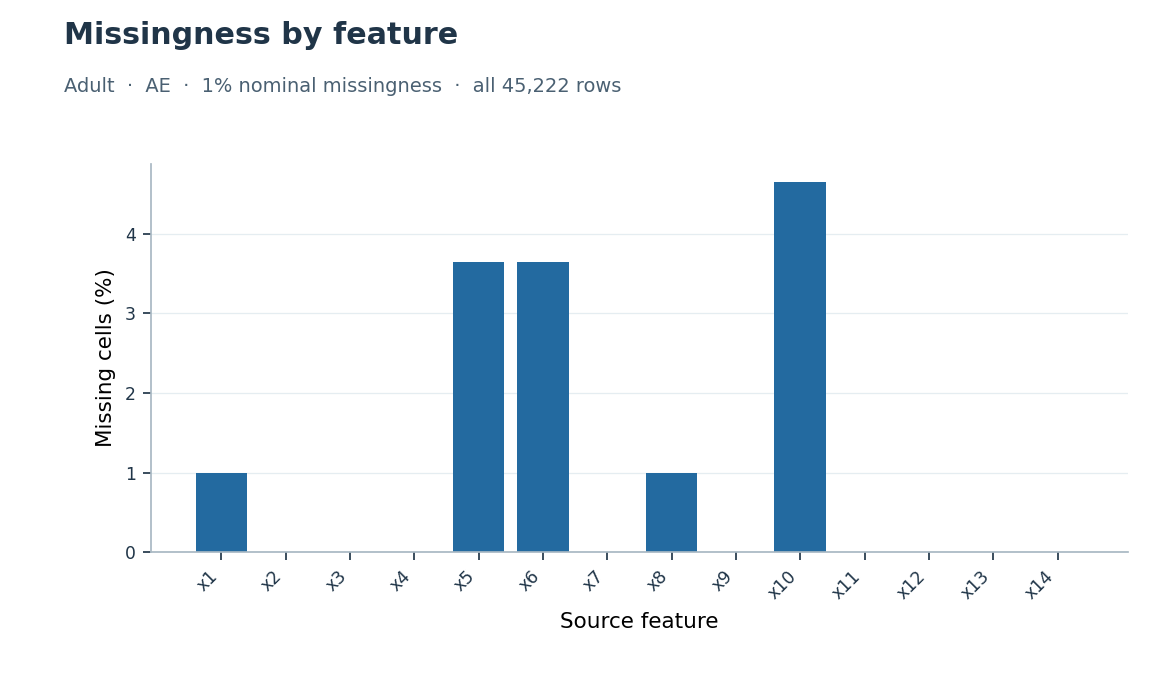 Missingness by feature
Adult · AE · 1% nominal missingness · all 45,222 rows
Missing cells (%)
4
3
2
1
0
x1 x2 x3 x4 x5 x6 x7 x8 x9 x10 x11 x12 x13 x14
Source feature